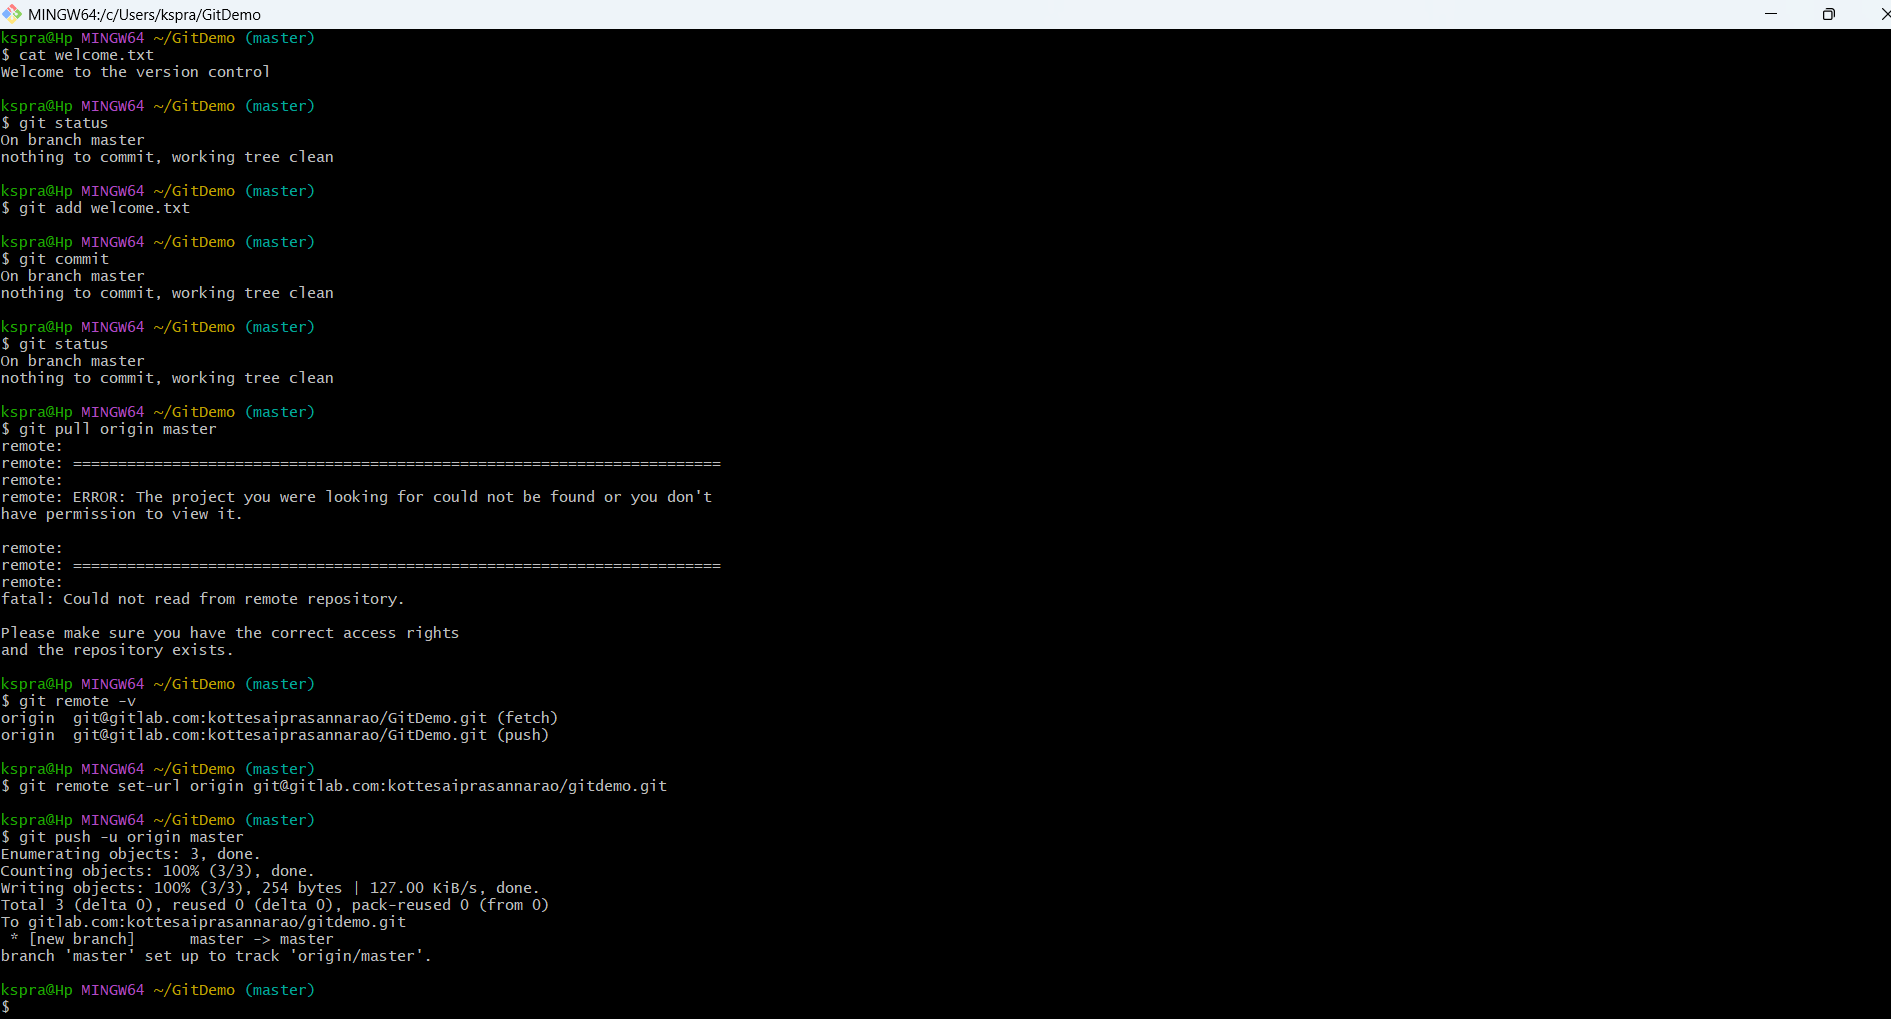 MINGW64:/c/Users/kspra/GitDemo
kspra@Hp MINGW64 ~/GitDemo (master)
$ cat welcome.txt
Welcome to the version control
kspra@Hp MINGW64 ~/GitDemo (master)
$ git status
On branch master
nothing to commit, working tree clean
kspra@Hp MINGW64 ~/GitDemo (master)
$ git add welcome.txt
kspra@Hp MINGW64 ~/GitDemo (master)
$ git commit
On branch master
nothing to commit, working tree clean
kspra@Hp MINGW64 ~/GitDemo (master)
$ git status
On branch master
nothing to commit, working tree clean
kspra@Hp MINGW64 ~/GitDemo (master)
$ git pull origin master
remote:
remote: ========================================================================
remote:
remote: ERROR: The project you were looking for could not be found or you don't
have permission to view it.
remote:
remote: ========================================================================
remote:
fatal: Could not read from remote repository.
Please make sure you have the correct access rights
and the repository exists.
kspra@Hp MINGW64 ~/GitDemo (master)
$ git remote -v
origin  git@gitlab.com:kottesaiprasannarao/GitDemo.git (fetch)
origin  git@gitlab.com:kottesaiprasannarao/GitDemo.git (push)
kspra@Hp MINGW64 ~/GitDemo (master)
$ git remote set-url origin git@gitlab.com:kottesaiprasannarao/gitdemo.git
kspra@Hp MINGW64 ~/GitDemo (master)
$ git push -u origin master
Enumerating objects: 3, done.
Counting objects: 100% (3/3), done.
Writing objects: 100% (3/3), 254 bytes | 127.00 KiB/s, done.
Total 3 (delta 0), reused 0 (delta 0), pack-reused 0 (from 0)
To gitlab.com:kottesaiprasannarao/gitdemo.git
 * [new branch]      master -> master
branch 'master' set up to track 'origin/master'.
kspra@Hp MINGW64 ~/GitDemo (master)
$